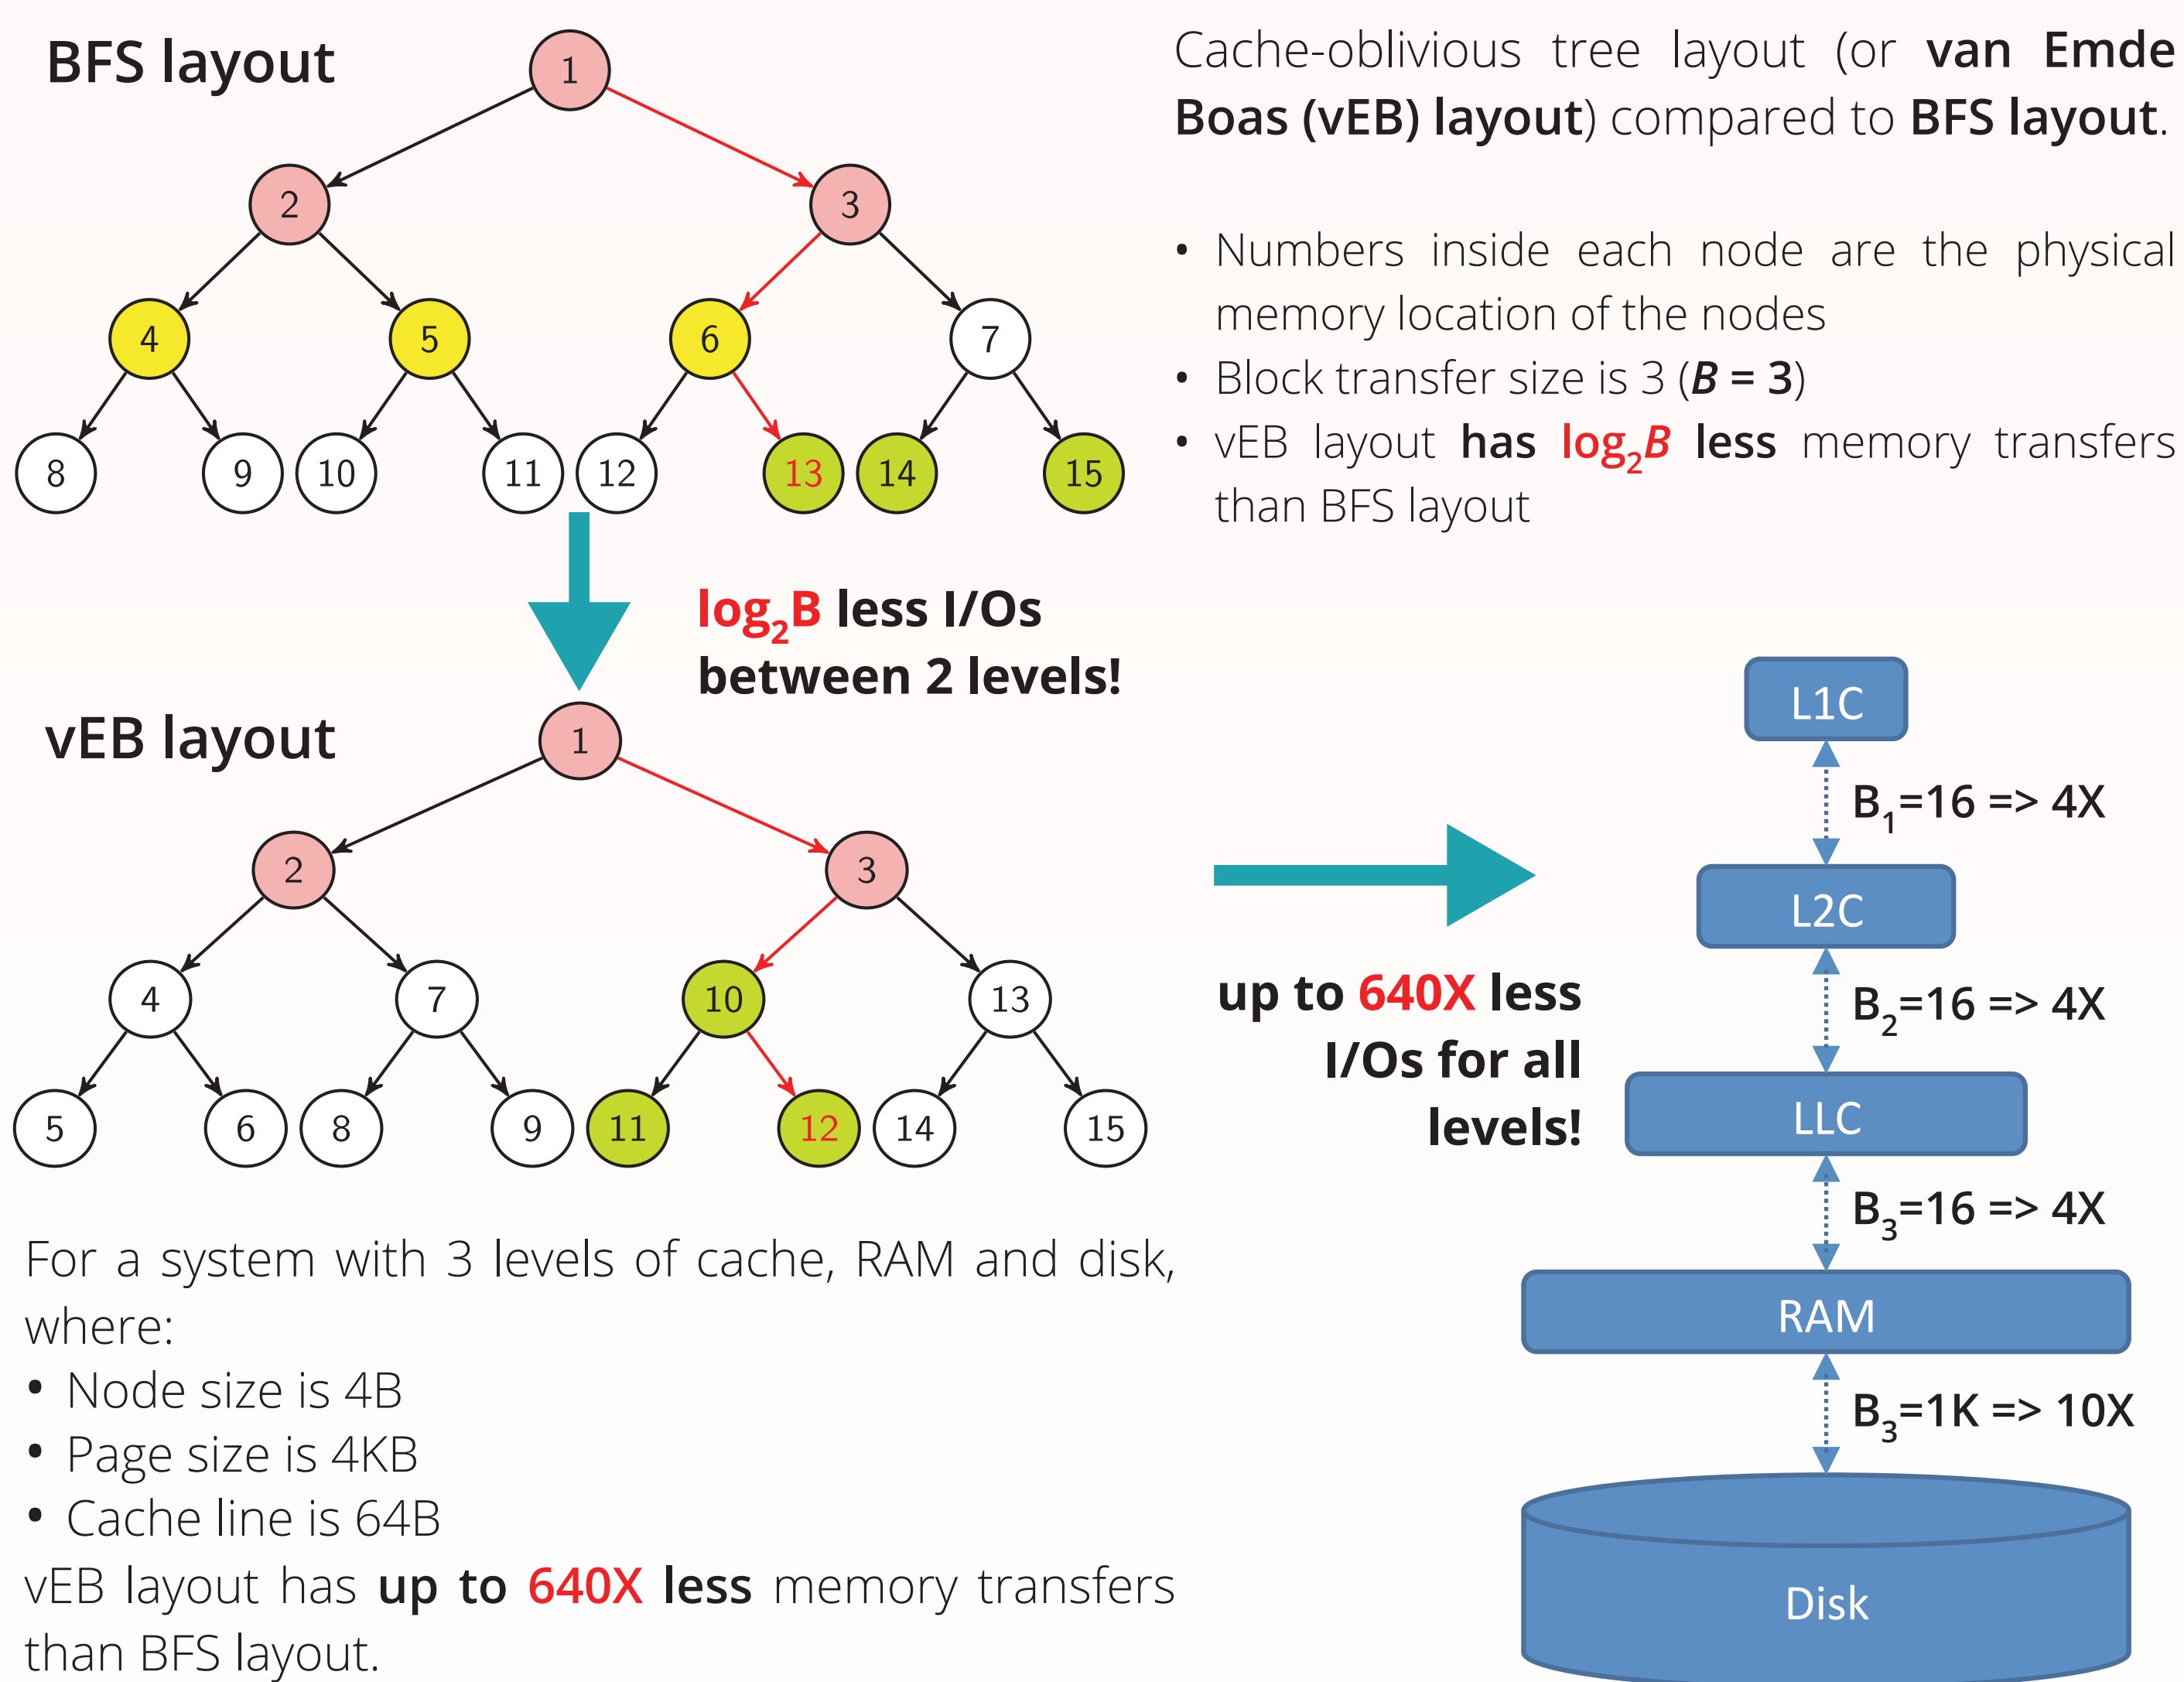 BFS layout
1
2
3
4
5
6
7
8
9
10
11
12
13
14
15
Cache-oblivious tree layout (or van Emde
Boas (vEB) layout) compared to BFS layout.
• Numbers inside each node are the physical
memory location of the nodes
• Block transfer size is 3 (B = 3)
• vEB layout has log₂B less memory transfers
than BFS layout
log₂B less I/Os
between 2 levels!
vEB layout
1
2
3
4
7
10
13
5
6
8
9
11
12
14
15
up to 640X less
I/Os for all
levels!
L1C
B₁=16 => 4X
L2C
B₂=16 => 4X
LLC
B₃=16 => 4X
RAM
B₃=1K => 10X
Disk
For a system with 3 levels of cache, RAM and disk,
where:
• Node size is 4B
• Page size is 4KB
• Cache line is 64B
vEB layout has up to 640X less memory transfers
than BFS layout.